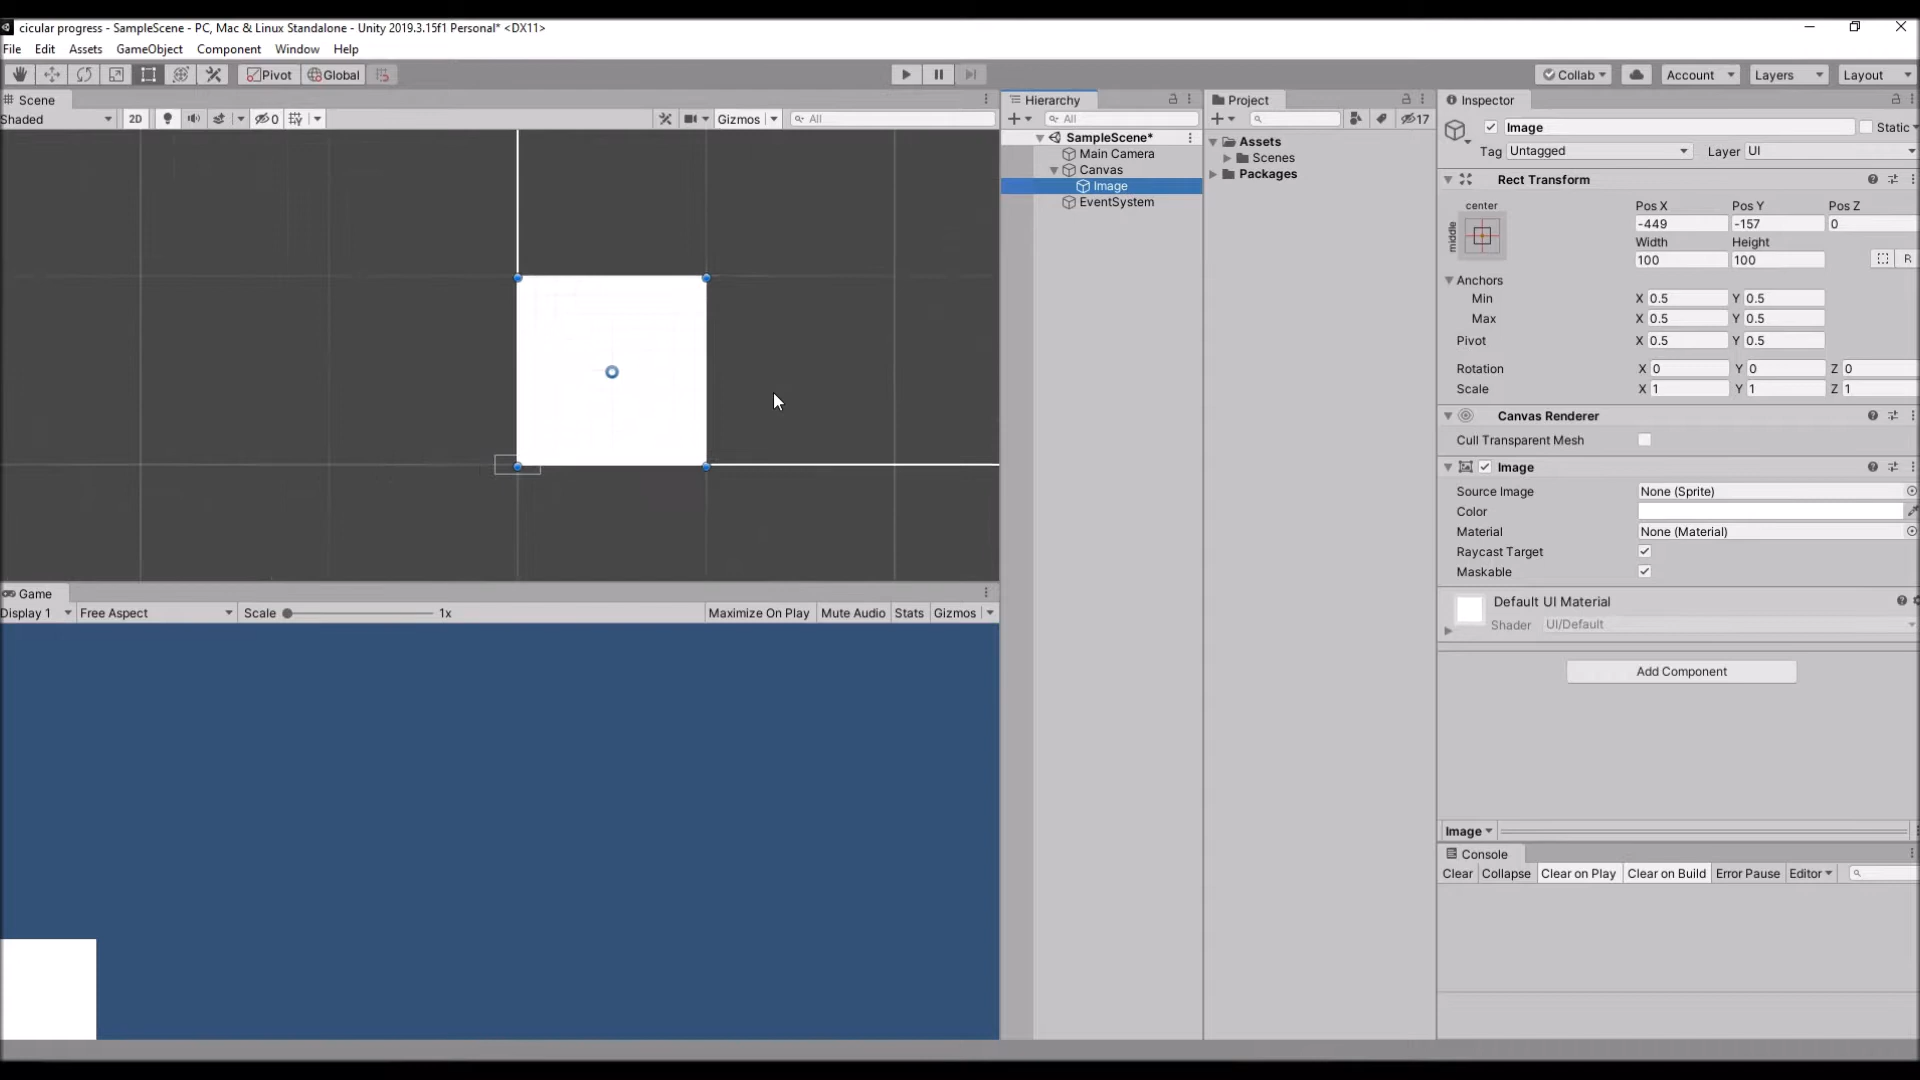 cicular progress - SampleScene - PC, Mac & Linux Standalone - Unity 2019.3.15f1 Personal* <DX11>
File Edit Assets GameObject Component Window Help
Pivot Global Collab Account Layers Layout
Scene
Shaded 2D 0 Gizmos All
Hierarchy
All
SampleScene*
Main Camera
Canvas
Image
EventSystem
Project
17
Assets
Scenes
Packages
Inspector
Image Static
Tag Untagged Layer UI
Rect Transform
center
middle
Pos X Pos Y Pos Z
-449 -157 0
Width Height
100 100
R
Anchors
Min X 0.5 Y 0.5
Max X 0.5 Y 0.5
Pivot X 0.5 Y 0.5
Rotation X 0 Y 0 Z 0
Scale X 1 Y 1 Z 1
Canvas Renderer
Cull Transparent Mesh
Image
Source Image None (Sprite)
Color
Material None (Material)
Raycast Target
Maskable
Default UI Material
Shader UI/Default
Add Component
Image
Console
Clear Collapse Clear on Play Clear on Build Error Pause Editor
Game
Display 1 Free Aspect Scale 1x Maximize On Play Mute Audio Stats Gizmos